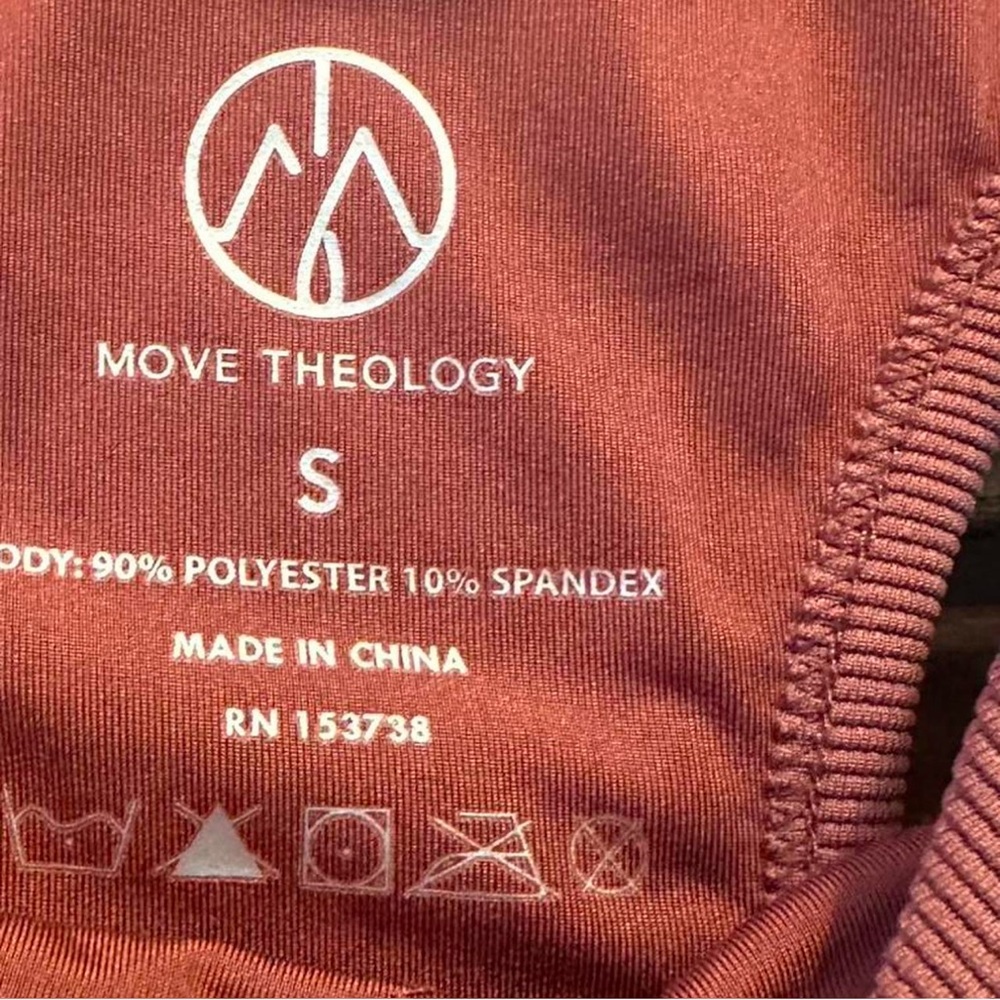 MOVE THEOLOGY
S
ODY: 90% POLYESTER 10% SPANDEX
MADE IN CHINA
RN 153738